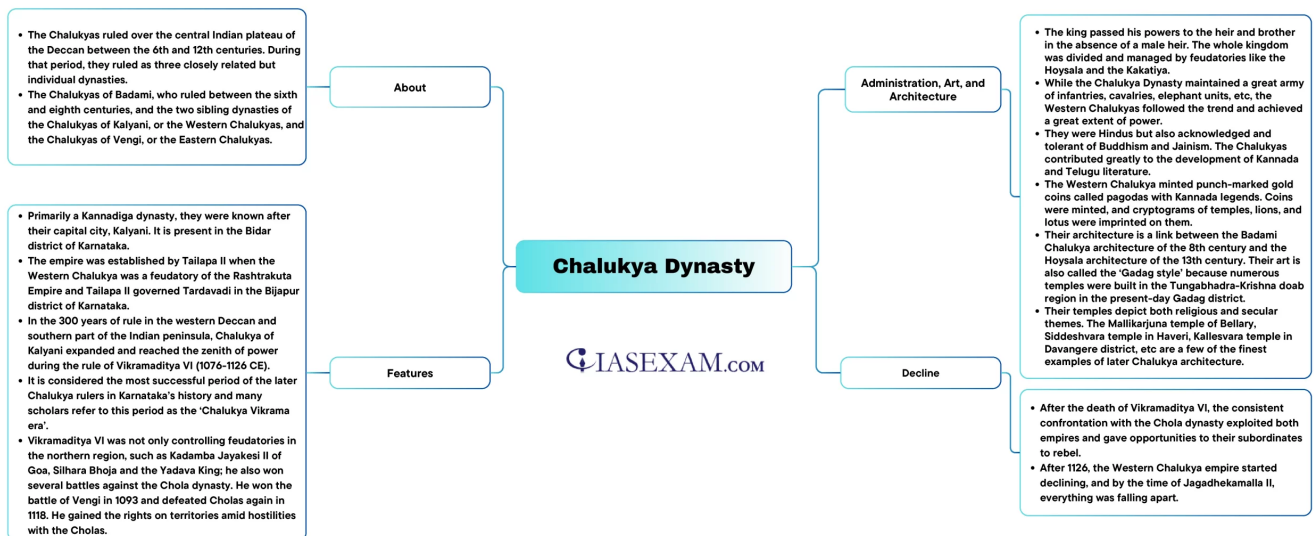 • The Chalukyas ruled over the central Indian plateau of
the Deccan between the 6th and 12th centuries. During
that period, they ruled as three closely related but
individual dynasties.
• The Chalukyas of Badami, who ruled between the sixth
and eighth centuries, and the two sibling dynasties of
the Chalukyas of Kalyani, or the Western Chalukyas, and
the Chalukyas of Vengi, or the Eastern Chalukyas.
About
• Primarily a Kannadiga dynasty, they were known after
their capital city, Kalyani. It is present in the Bidar
district of Karnataka.
• The empire was established by Tailapa II when the
Western Chalukya was a feudatory of the Rashtrakuta
Empire and Tailapa II governed Tardavadi in the Bijapur
district of Karnataka.
• In the 300 years of rule in the western Deccan and
southern part of the Indian peninsula, Chalukya of
Kalyani expanded and reached the zenith of power
during the rule of Vikramaditya VI (1076-1126 CE).
• It is considered the most successful period of the later
Chalukya rulers in Karnataka's history and many
scholars refer to this period as the 'Chalukya Vikrama
era'.
• Vikramaditya VI was not only controlling feudatories in
the northern region, such as Kadamba Jayakesi II of
Goa, Silhara Bhoja and the Yadava King; he also won
several battles against the Chola dynasty. He won the
battle of Vengi in 1093 and defeated Cholas again in
1118. He gained the rights on territories amid hostilities
with the Cholas.
Features
Chalukya Dynasty
IASEXAM.COM
Administration, Art, and
Architecture
• The king passed his powers to the heir and brother
in the absence of a male heir. The whole kingdom
was divided and managed by feudatories like the
Hoysala and the Kakatiya.
• While the Chalukya Dynasty maintained a great army
of infantries, cavalries, elephant units, etc, the
Western Chalukyas followed the trend and achieved
a great extent of power.
• They were Hindus but also acknowledged and
tolerant of Buddhism and Jainism. The Chalukyas
contributed greatly to the development of Kannada
and Telugu literature.
• The Western Chalukya minted punch-marked gold
coins called pagodas with Kannada legends. Coins
were minted, and cryptograms of temples, lions, and
lotus were imprinted on them.
• Their architecture is a link between the Badami
Chalukya architecture of the 8th century and the
Hoysala architecture of the 13th century. Their art is
also called the 'Gadag style' because numerous
temples were built in the Tungabhadra-Krishna doab
region in the present-day Gadag district.
• Their temples depict both religious and secular
themes. The Mallikarjuna temple of Bellary,
Siddeshvara temple in Haveri, Kallesvara temple in
Davangere district, etc are a few of the finest
examples of later Chalukya architecture.
Decline
• After the death of Vikramaditya VI, the consistent
confrontation with the Chola dynasty exploited both
empires and gave opportunities to their subordinates
to rebel.
• After 1126, the Western Chalukya empire started
declining, and by the time of Jagadhekamalla II,
everything was falling apart.